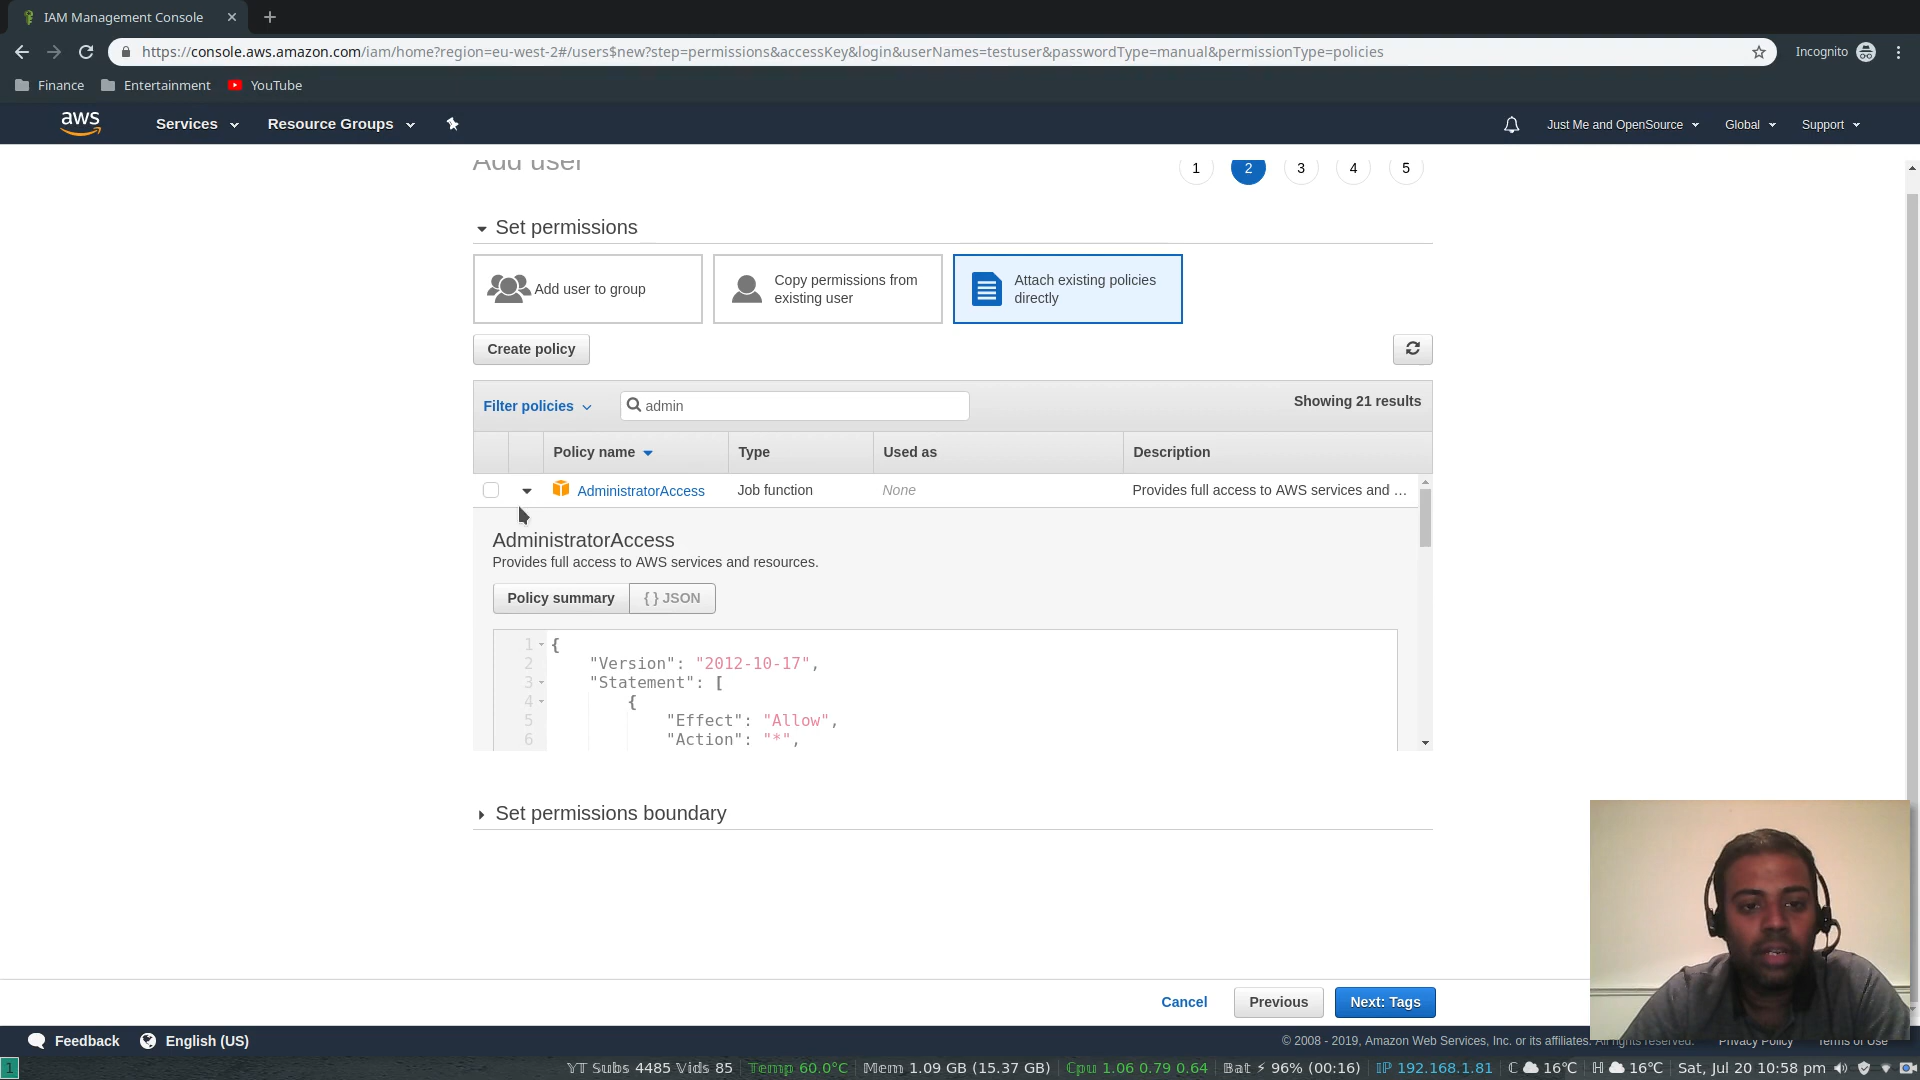 IAM Management Console
https://console.aws.amazon.com/iam/home?region=eu-west-2#/users$new?step=permissions&accessKey&login&userNames=testuser&passwordType=manual&permissionType=policies
Incognito
Finance Entertainment YouTube
aws Services Resource Groups Just Me and OpenSource Global Support
Add user 1 2 3 4 5
Set permissions
Add user to group
Copy permissions from existing user
Attach existing policies directly
Create policy
Filter policies admin Showing 21 results
Policy name Type Used as Description
AdministratorAccess Job function None Provides full access to AWS services and ...
AdministratorAccess
Provides full access to AWS services and resources.
Policy summary { } JSON
1 {
2 "Version": "2012-10-17",
3 "Statement": [
4 {
5 "Effect": "Allow",
6 "Action": "*",
Set permissions boundary
Cancel Previous Next: Tags
Feedback English (US) © 2008 - 2019, Amazon Web Services, Inc. or its affiliates. All rights reserved. Privacy Policy Terms of Use
1 YT Subs 4485 Vids 85 Temp 60.0°C Mem 1.09 GB (15.37 GB) Cpu 1.06 0.79 0.64 Bat ⚡ 96% (00:16) IP 192.168.1.81 C 16°C H 16°C Sat, Jul 20 10:58 pm